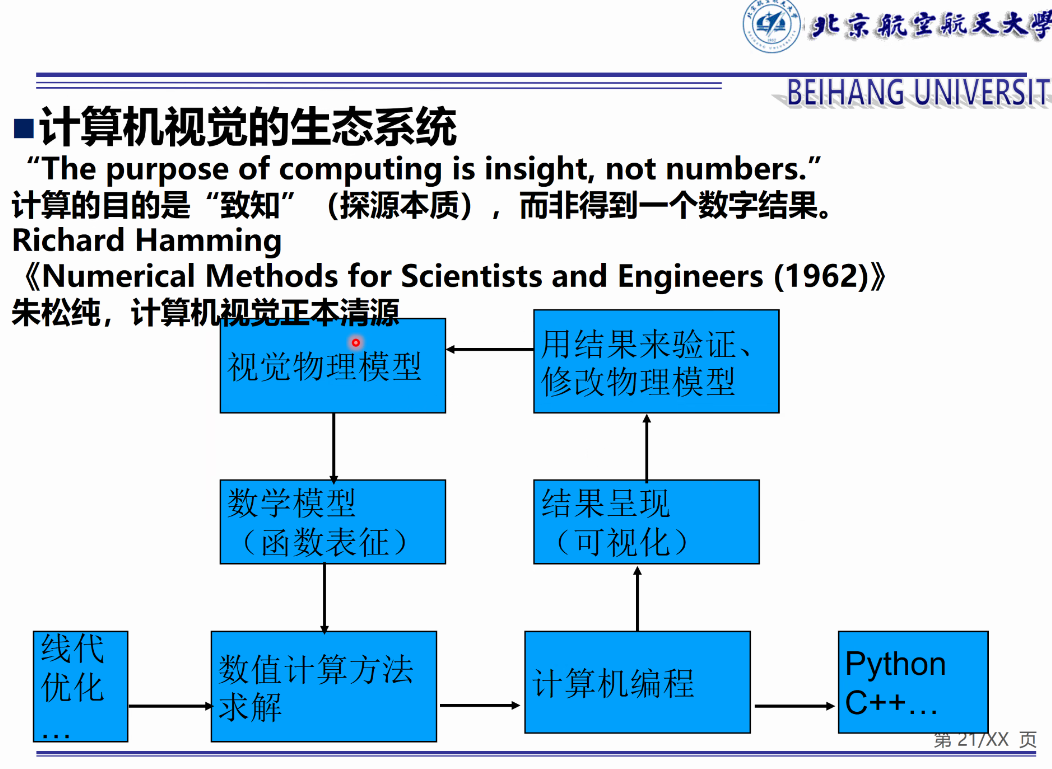 北京航空航天大學
BEIHANG UNIVERSIT
■计算机视觉的生态系统
“The purpose of computing is insight, not numbers.”
计算的目的是“致知”（探源本质），而非得到一个数字结果。
Richard Hamming
《Numerical Methods for Scientists and Engineers (1962)》
朱松纯，计算机视觉正本清源
视觉物理模型
用结果来验证、
修改物理模型
数学模型
（函数表征）
结果呈现
（可视化）
线代
优化
…
数值计算方法
求解
计算机编程
Python
C++…
第 21/XX 页